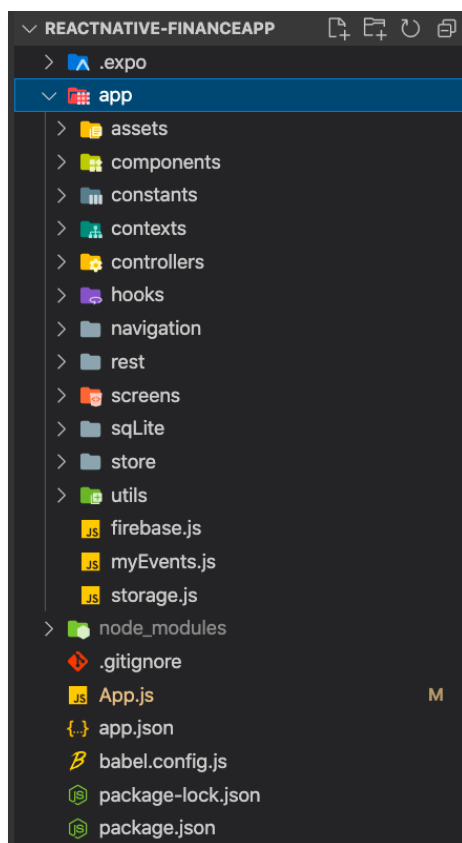 REACTNATIVE-FINANCEAPP
.expo
app
assets
components
constants
contexts
controllers
hooks
navigation
rest
screens
sqLite
store
utils
JS firebase.js
JS myEvents.js
JS storage.js
node_modules
.gitignore
JS App.js M
{..} app.json
B babel.config.js
JS package-lock.json
JS package.json